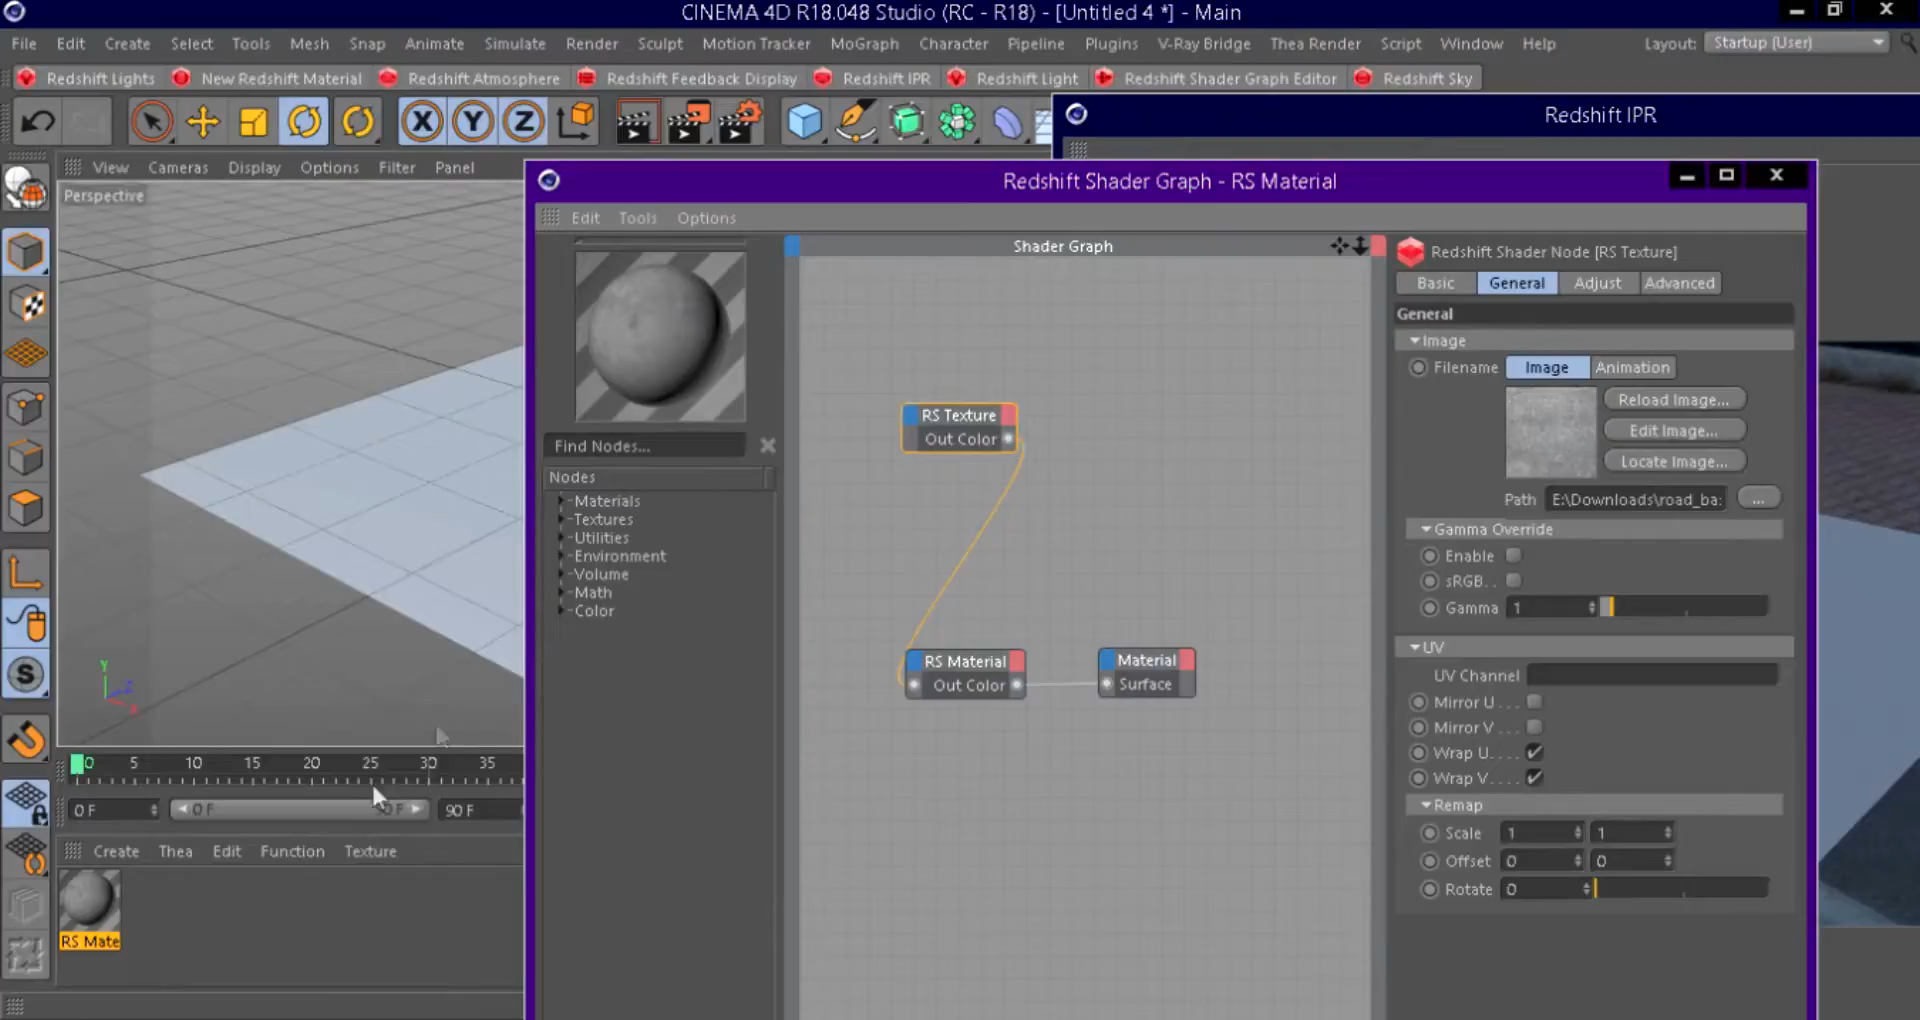 CINEMA 4D R18.048 Studio (RC - R18) - [Untitled 4 *] - Main
File Edit Create Select Tools Mesh Snap Animate Simulate Render Sculpt Motion Tracker MoGraph Character Pipeline Plugins V-Ray Bridge Thea Render Script Window Help Layout: Startup (User)
Redshift Lights New Redshift Material Redshift Atmosphere Redshift Feedback Display Redshift IPR Redshift Light Redshift Shader Graph Editor Redshift Sky
X Y Z
Redshift IPR
View Cameras Display Options Filter Panel
Perspective
Redshift Shader Graph - RS Material
Edit Tools Options
Shader Graph
Find Nodes...
Nodes
Materials
Textures
Utilities
Environment
Volume
Math
Color
RS Texture
Out Color
RS Material
Out Color
Material
Surface
Redshift Shader Node [RS Texture]
Basic General Adjust Advanced
General
Image
Filename Image Animation
Reload Image...
Edit Image...
Locate Image...
Path E:\Downloads\road_ba: ...
Gamma Override
Enable
sRGB. .
Gamma 1
UV
UV Channel
Mirror U . . .
Mirror V . . .
Wrap U. . . .
Wrap V. . . .
Remap
Scale 1 1
Offset 0 0
Rotate 0
Y
Z
X
S
0 5 10 15 20 25 30 35
0 F 0 F 90 F 90 F
Create Thea Edit Function Texture
RS Mate